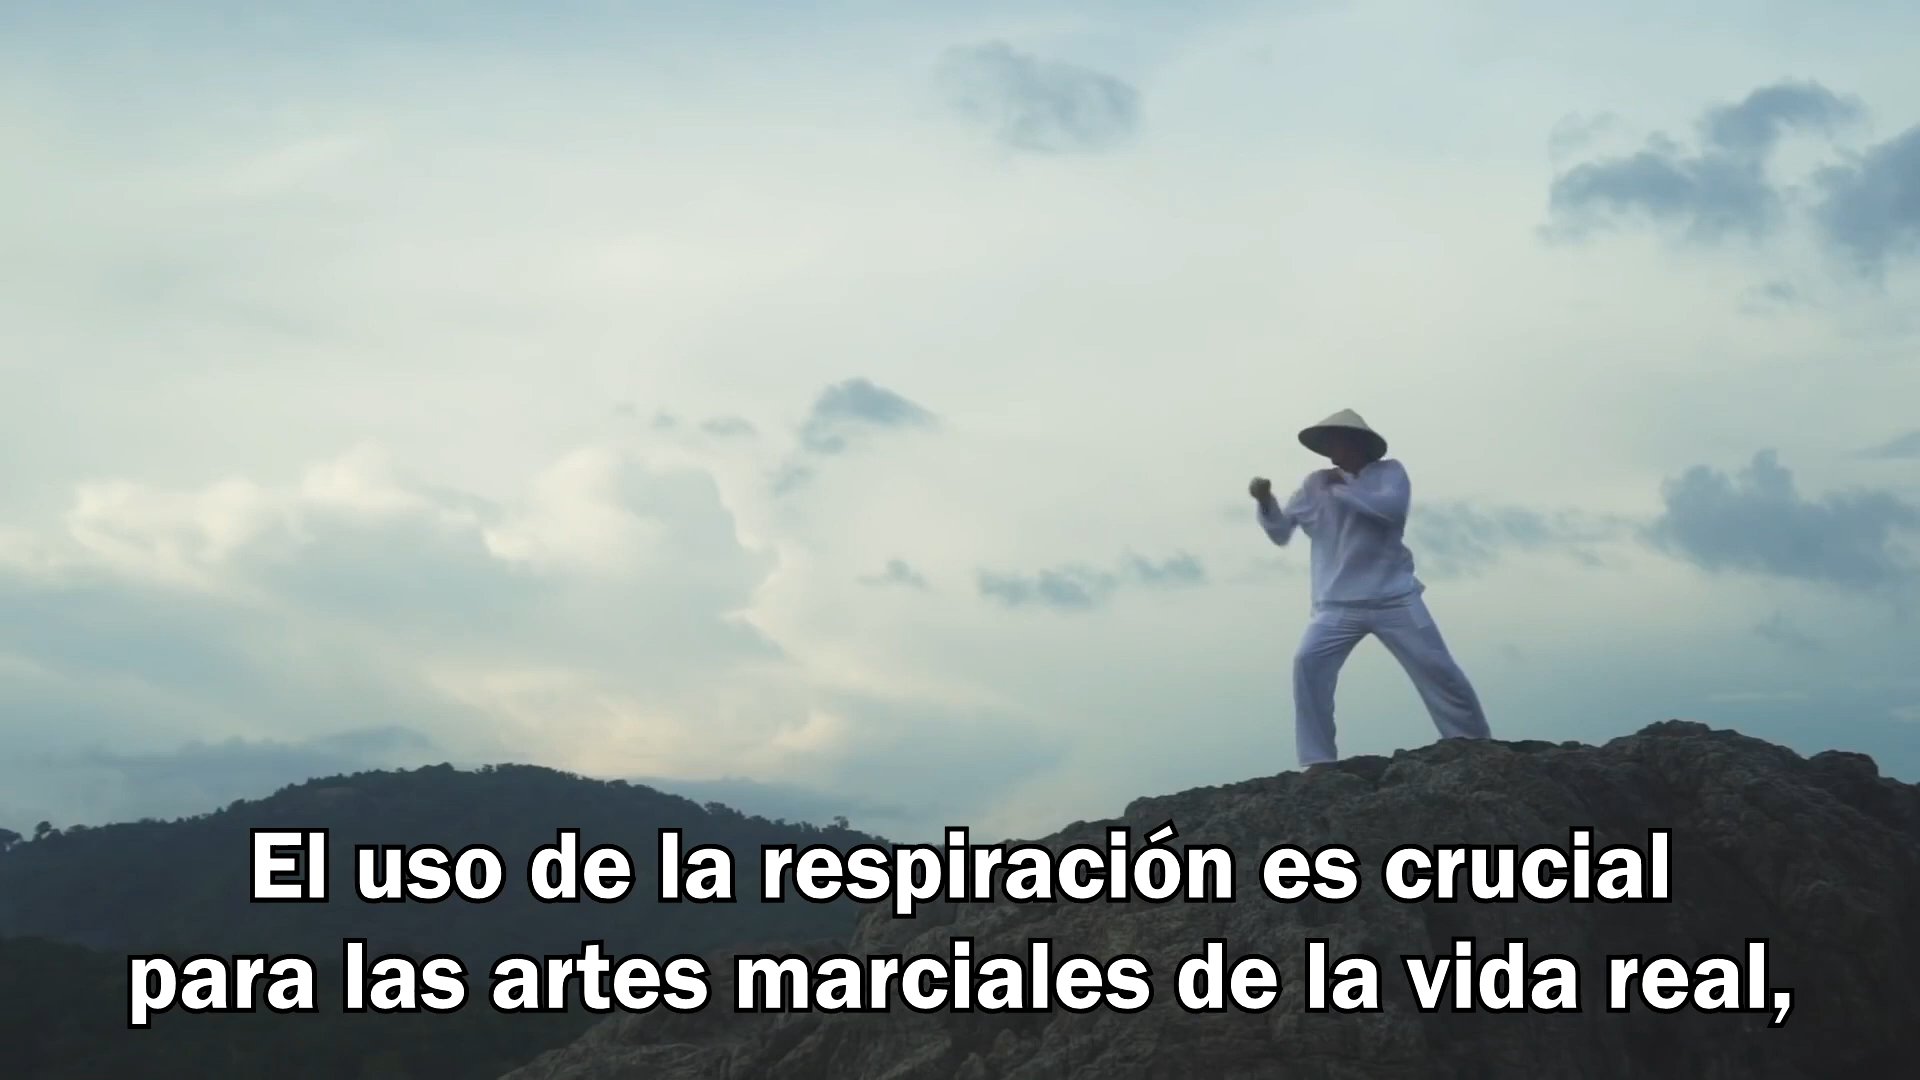 El uso de la respiración es crucial
para las artes marciales de la vida real,